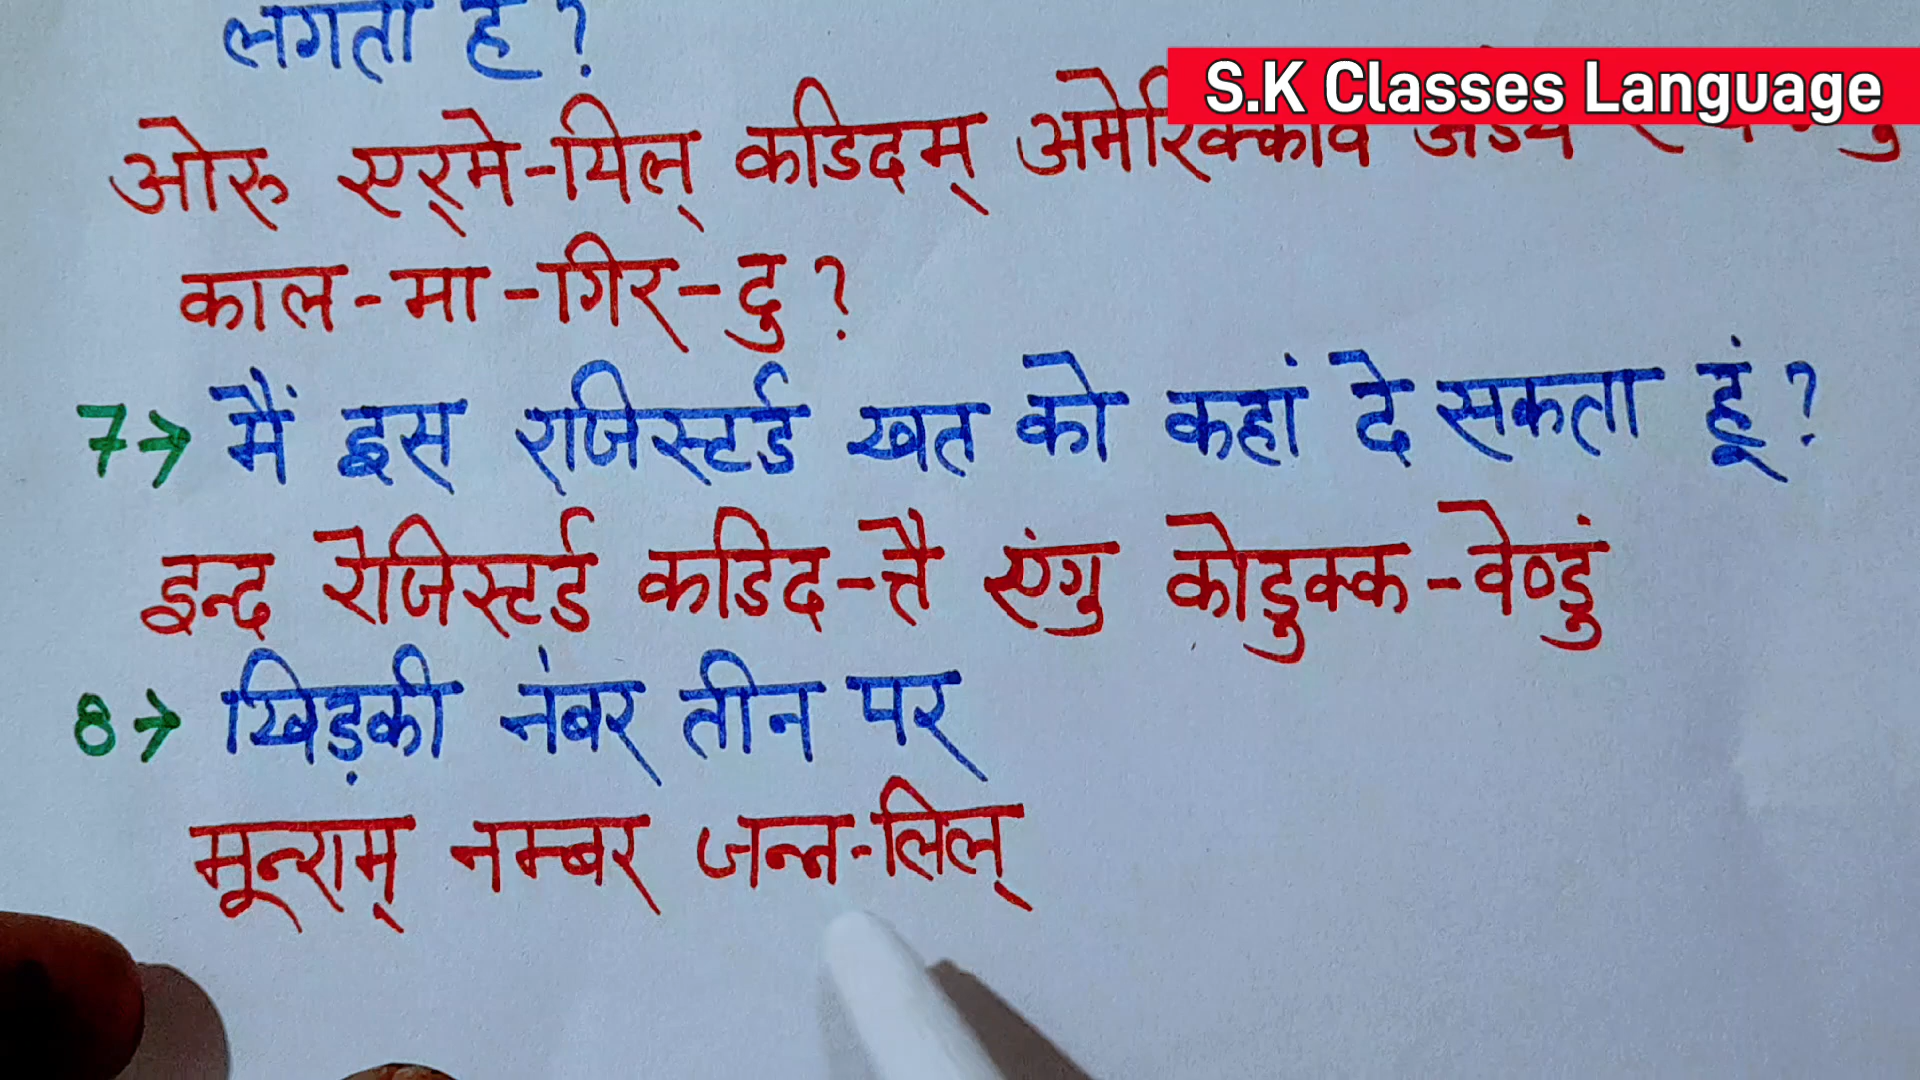 लगता है?
S.K Classes Language
ओरु एर्मे-यिल् कडिदम् अमेरिक्काव
काल-मा-गिर-दु?
7→ मैं इस रजिस्टर्ड खत को कहां दे सकता हूं?
इन्द रेजिस्टर्ड कडिद-त्तै एंगु कोडुक्क-वेण्डुं
8→ खिड़की नंबर तीन पर
मून्राम् नम्बर जन्न-लिल्